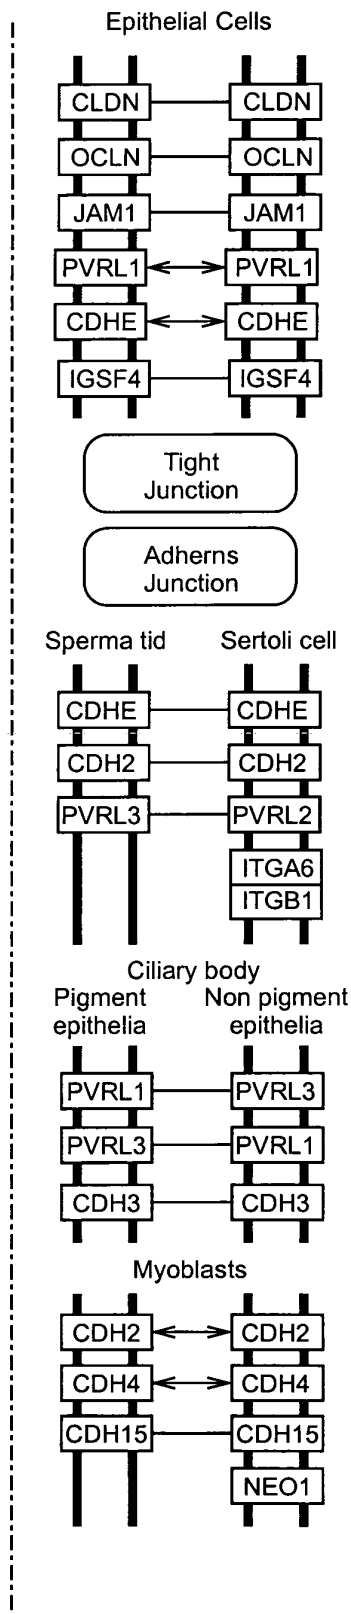 Epithelial Cells
CLDN CLDN
OCLN OCLN
JAM1 JAM1
PVRL1 PVRL1
CDHE CDHE
IGSF4 IGSF4
Tight
Junction
Adherns
Junction
Sperma tid Sertoli cell
CDHE CDHE
CDH2 CDH2
PVRL3 PVRL2
ITGA6
ITGB1
Ciliary body
Pigment Non pigment
epithelia epithelia
PVRL1 PVRL3
PVRL3 PVRL1
CDH3 CDH3
Myoblasts
CDH2 CDH2
CDH4 CDH4
CDH15 CDH15
NEO1